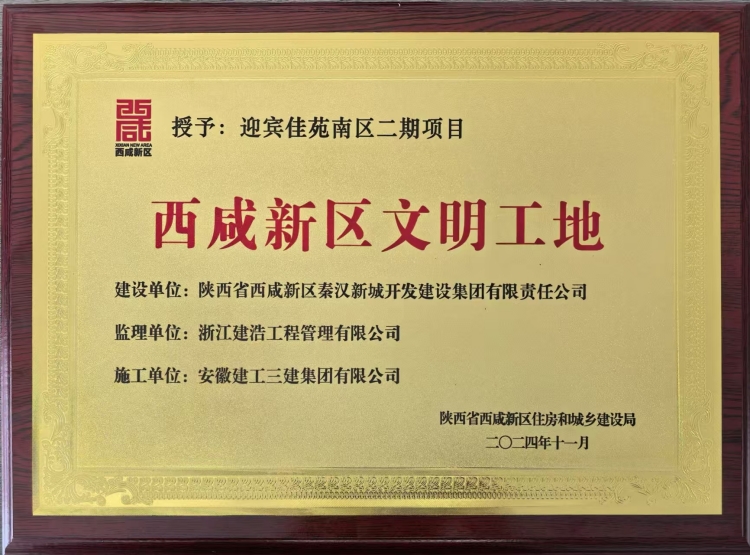 西咸
XIXIAN NEW AREA
西咸新区
授予：迎宾佳苑南区二期项目
西咸新区文明工地
建设单位：陕西省西咸新区秦汉新城开发建设集团有限责任公司
监理单位：浙江建浩工程管理有限公司
施工单位：安徽建工三建集团有限公司
陕西省西咸新区住房和城乡建设局
二〇二四年十一月